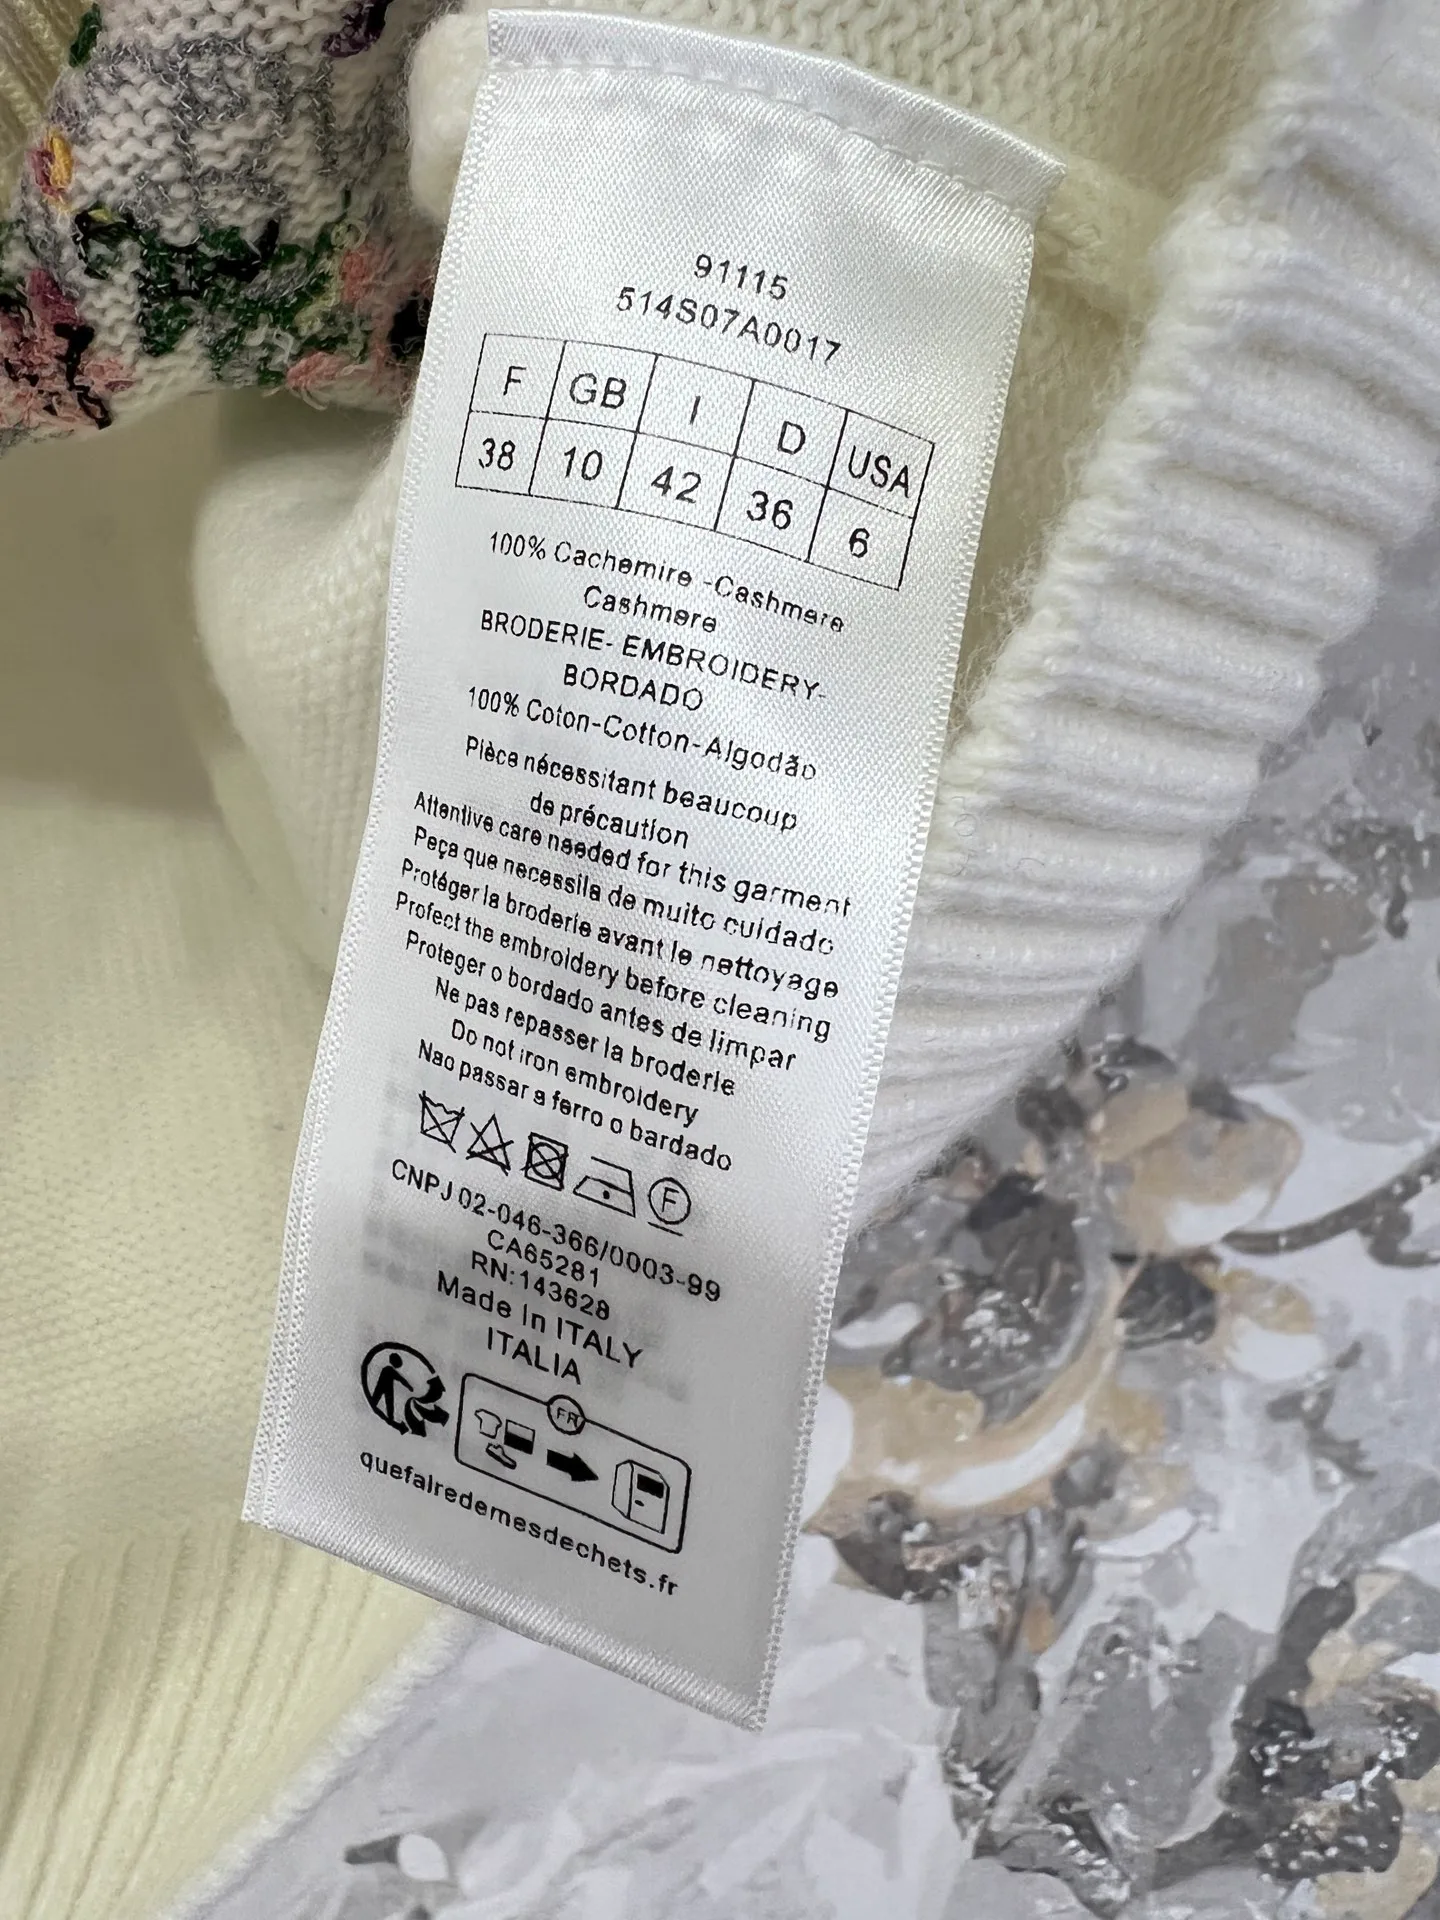 91115
514S07A0017
F GB I D USA
38 10 42 36 6
100% Cachemire -Cashmere
Cashmere
BRODERIE- EMBROIDERY-
BORDADO
100% Coton-Cotton-Algodão
Pièce nécessitant beaucoup
de précaution
Attentive care needed for this garment
Peça que necessila de muito cuidado
Protéger la broderie avant le nettoyage
Profect the embroidery before cleaning
Proteger o bordado antes de limpar
Ne pas repasser la broderie
Do not iron embroidery
Nao passar a ferro o bardado
F
CNPJ 02-046-366/0003-99
CA65281
RN:143628
Made In ITALY
ITALIA
FR
quefairedemesdechets.fr